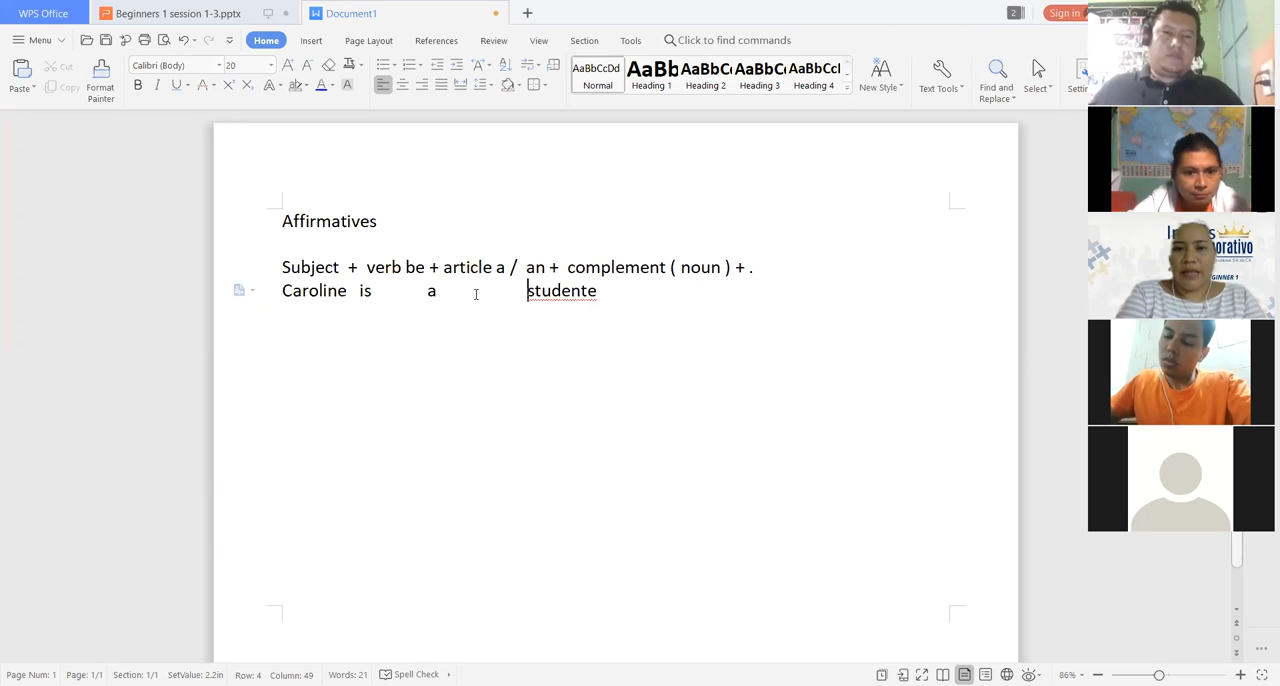 WPS Office
Beginners 1 session 1-3.pptx
Document1
2
Sign in
Menu
Home
Insert
Page Layout
References
Review
View
Section
Tools
Click to find commands
Paste
Cut
Copy
Format Painter
Calibri (Body)
20
AaBbCcDd
Normal
AaBb
Heading 1
AaBbC
Heading 2
AaBbC
Heading 3
AaBbCcl
Heading 4
New Style
Text Tools
Find and Replace
Select
Affirmatives
Subject + verb be + article a / an + complement ( noun ) + .
Caroline is a studente
Page Num: 1 Page: 1/1 Section: 1/1 SetValue: 2.2in Row: 4 Column: 49 Words: 21 Spell Check
86%